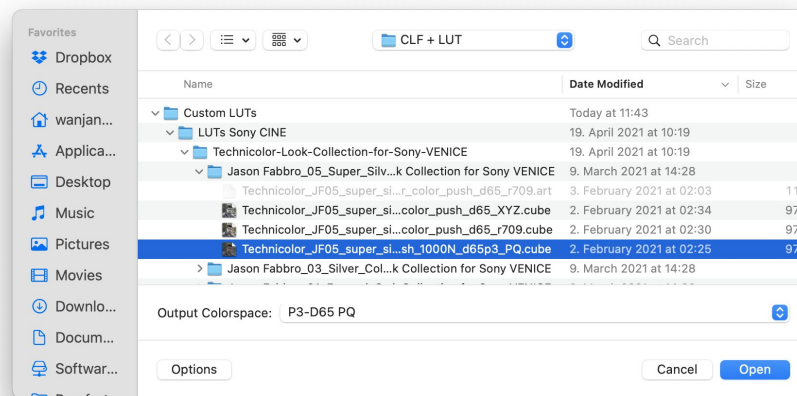 Favorites
Dropbox
Recents
wanjan...
Applica...
Desktop
Music
Pictures
Movies
Downlo...
Docum...
Softwar...
CLF + LUT
Search
Name Date Modified Size
Custom LUTs Today at 11:43
LUTs Sony CINE 19. April 2021 at 10:19
Technicolor-Look-Collection-for-Sony-VENICE 19. April 2021 at 10:19
Jason Fabbro_05_Super_Silv...k Collection for Sony VENICE 9. March 2021 at 14:28
Technicolor_JF05_super_si...r_color_push_d65_r709.art 3. February 2021 at 02:03 11
Technicolor_JF05_super_si...color_push_d65_XYZ.cube 2. February 2021 at 02:34 97
Technicolor_JF05_super_si...color_push_d65_r709.cube 2. February 2021 at 02:30 97
Technicolor_JF05_super_si...sh_1000N_d65p3_PQ.cube 2. February 2021 at 02:25 97
Jason Fabbro_03_Silver_Col...k Collection for Sony VENICE 9. March 2021 at 14:28
Output Colorspace: P3-D65 PQ
Options Cancel Open